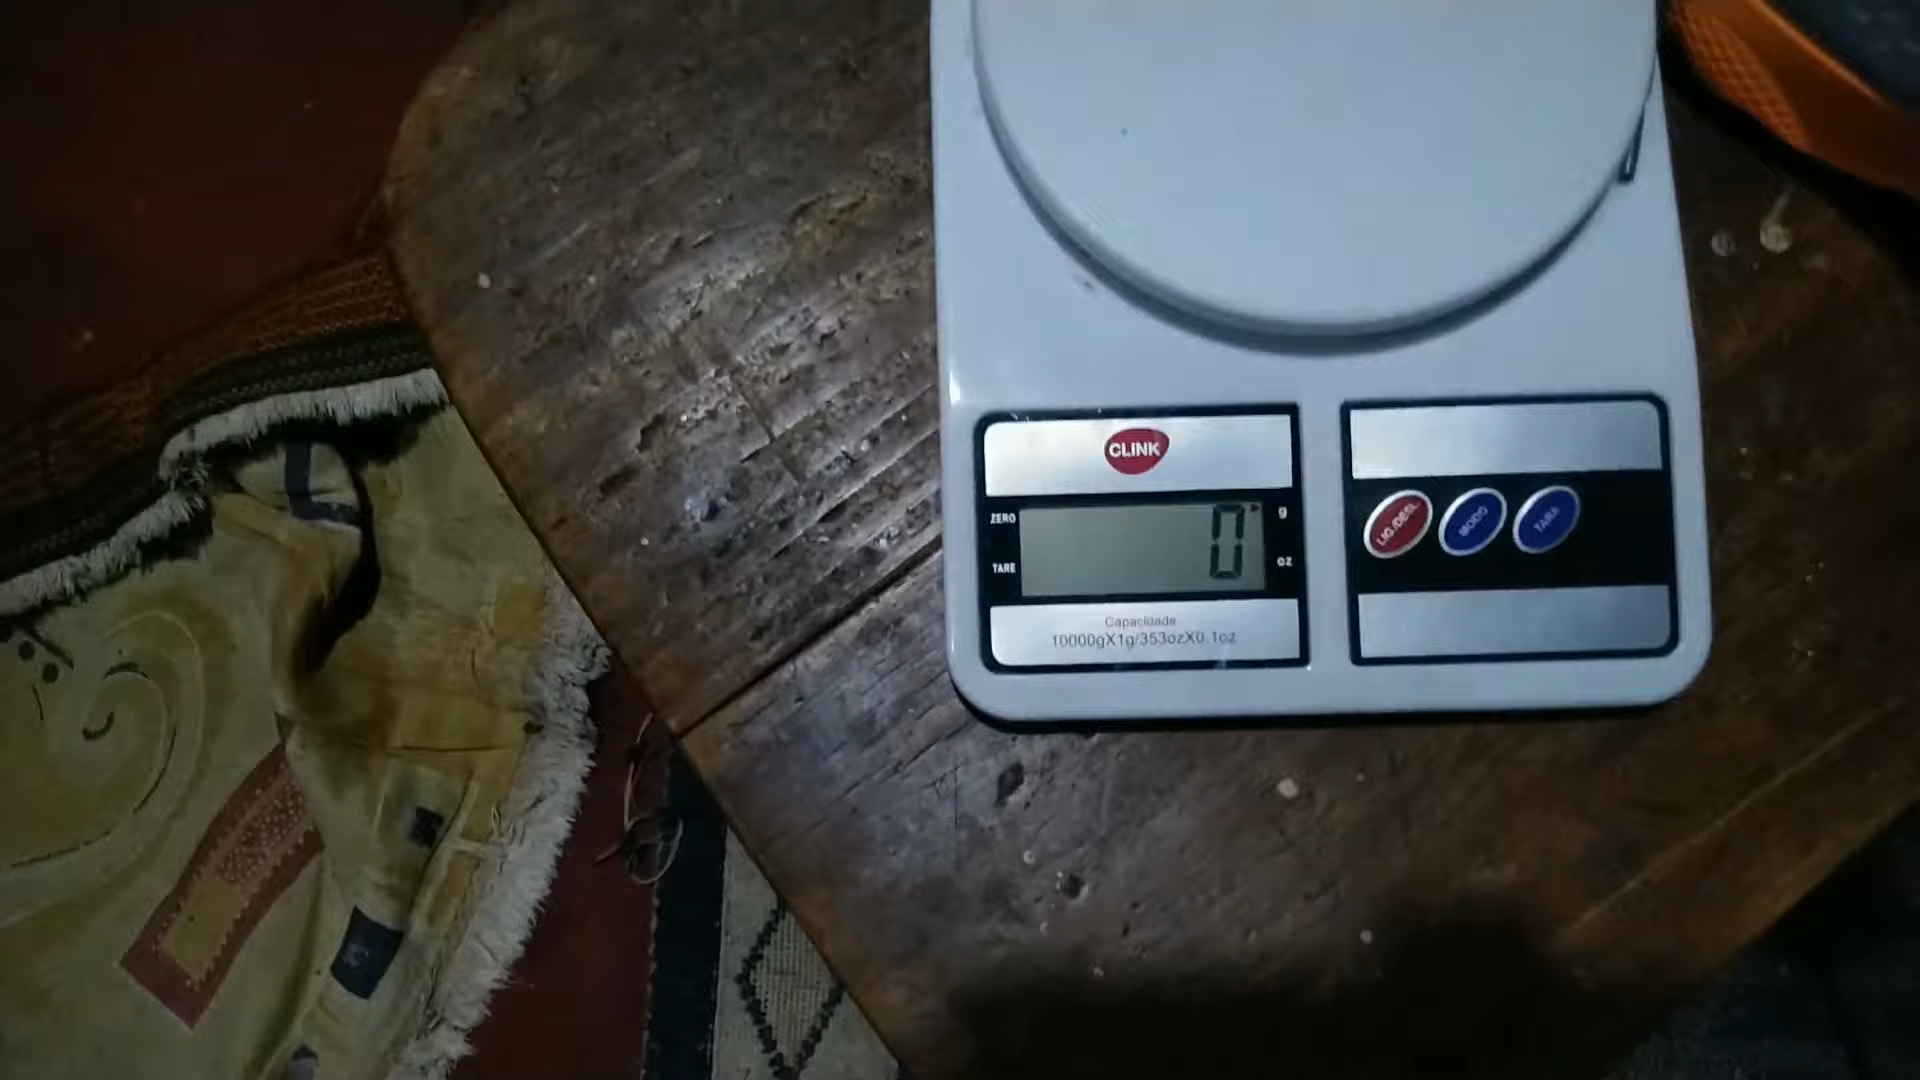 CLINK
ZERO
0
g
TARE
oz
Capacidade
10000gX1g/353ozX0.1oz
LIG./DESL.
MODO
TARA